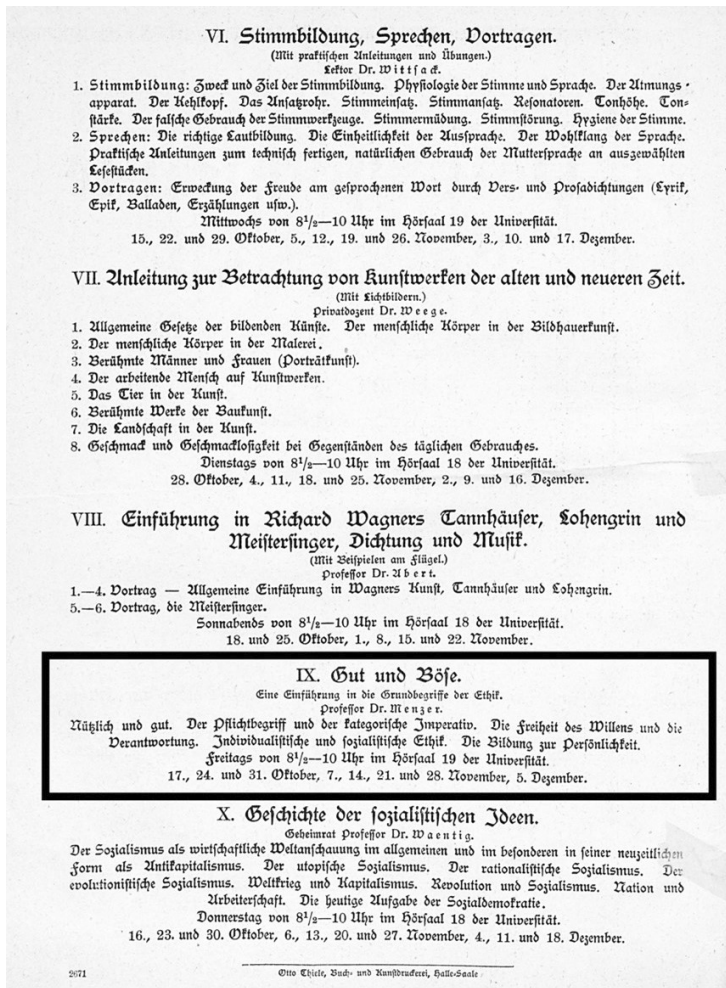 VI. Stimmbildung, Sprechen, Vortragen.
(Mit praktischen Anleitungen und Übungen.)
Lektor Dr. Wittsack.
1. Stimmbildung: Zweck und Ziel der Stimmbildung. Physiologie der Stimme und Sprache. Der Atmungs-
apparat. Der Kehlkopf. Das Ansatzrohr. Stimmeinsatz. Stimmansatz. Resonatoren. Tonhöhe. Ton-
stärke. Der falsche Gebrauch der Stimmwerkzeuge. Stimmermüdung. Stimmstörung. Hygiene der Stimme.
2. Sprechen: Die richtige Lautbildung. Die Einheitlichkeit der Aussprache. Der Wohlklang der Sprache.
Praktische Anleitungen zum technisch fertigen, natürlichen Gebrauch der Muttersprache an ausgewählten
Lesestücken.
3. Vortragen: Erweckung der Freude am gesprochenen Wort durch Vers- und Prosadichtungen (Lyrik,
Epik, Balladen, Erzählungen usw.).
Mittwochs von 8 1/2—10 Uhr im Hörsaal 19 der Universität.
15., 22. und 29. Oktober, 5., 12., 19. und 26. November, 3., 10. und 17. Dezember.
VII. Anleitung zur Betrachtung von Kunstwerken der alten und neueren Zeit.
(Mit Lichtbildern.)
Privatdozent Dr. Weege.
1. Allgemeine Gesetze der bildenden Künste. Der menschliche Körper in der Bildhauerkunst.
2. Der menschliche Körper in der Malerei.
3. Berühmte Männer und Frauen (Porträtkunst).
4. Der arbeitende Mensch auf Kunstwerken.
5. Das Tier in der Kunst.
6. Berühmte Werke der Baukunst.
7. Die Landschaft in der Kunst.
8. Geschmack und Geschmacklosigkeit bei Gegenständen des täglichen Gebrauches.
Dienstags von 8 1/2—10 Uhr im Hörsaal 18 der Universität.
28. Oktober, 4., 11., 18. und 25. November, 2., 9. und 16. Dezember.
VIII. Einführung in Richard Wagners Tannhäuser, Lohengrin und
Meistersinger, Dichtung und Musik.
(Mit Beispielen am Flügel.)
Professor Dr. Abert.
1.—4. Vortrag — Allgemeine Einführung in Wagners Kunst, Tannhäuser und Lohengrin.
5.—6. Vortrag, die Meistersinger.
Sonnabends von 8 1/2—10 Uhr im Hörsaal 18 der Universität.
18. und 25. Oktober, 1., 8., 15. und 22. November.
IX. Gut und Böse.
Eine Einführung in die Grundbegriffe der Ethik.
Professor Dr. Menzer.
Nützlich und gut. Der Pflichtbegriff und der kategorische Imperativ. Die Freiheit des Willens und die
Verantwortung. Individualistische und sozialistische Ethik. Die Bildung zur Persönlichkeit.
Freitags von 8 1/2—10 Uhr im Hörsaal 19 der Universität.
17., 24. und 31. Oktober, 7., 14., 21. und 28. November, 5. Dezember.
X. Geschichte der sozialistischen Ideen.
Geheimrat Professor Dr. Waentig.
Der Sozialismus als wirtschaftliche Weltanschauung im allgemeinen und im besonderen in seiner neuzeitlichen
Form als Antikapitalismus. Der utopische Sozialismus. Der rationalistische Sozialismus. Der
evolutionistische Sozialismus. Weltkrieg und Kapitalismus. Revolution und Sozialismus. Nation und
Arbeiterschaft. Die heutige Aufgabe der Sozialdemokratie.
Donnerstag von 8 1/2—10 Uhr im Hörsaal 18 der Universität.
16., 23. und 30. Oktober, 6., 13., 20. und 27. November, 4., 11. und 18. Dezember.
2671 Otto Thiele, Buch- und Kunstdruckerei, Halle-Saale